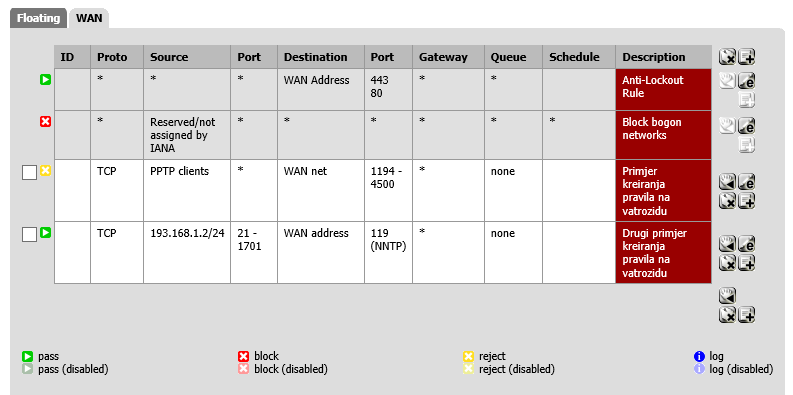 Floating WAN
ID Proto Source Port Destination Port Gateway Queue Schedule Description
* * * WAN Address 443 * * Anti-Lockout
80 Rule
* Reserved/not * * * * * * Block bogon
assigned by networks
IANA
TCP PPTP clients * WAN net 1194 - * none Primjer
4500 kreiranja
pravila na
vatrozidu
TCP 193.168.1.2/24 21 - WAN address 119 * none Drugi primjer
1701 (NNTP) kreiranja
pravila na
vatrozidu
pass block reject log
pass (disabled) block (disabled) reject (disabled) log (disabled)